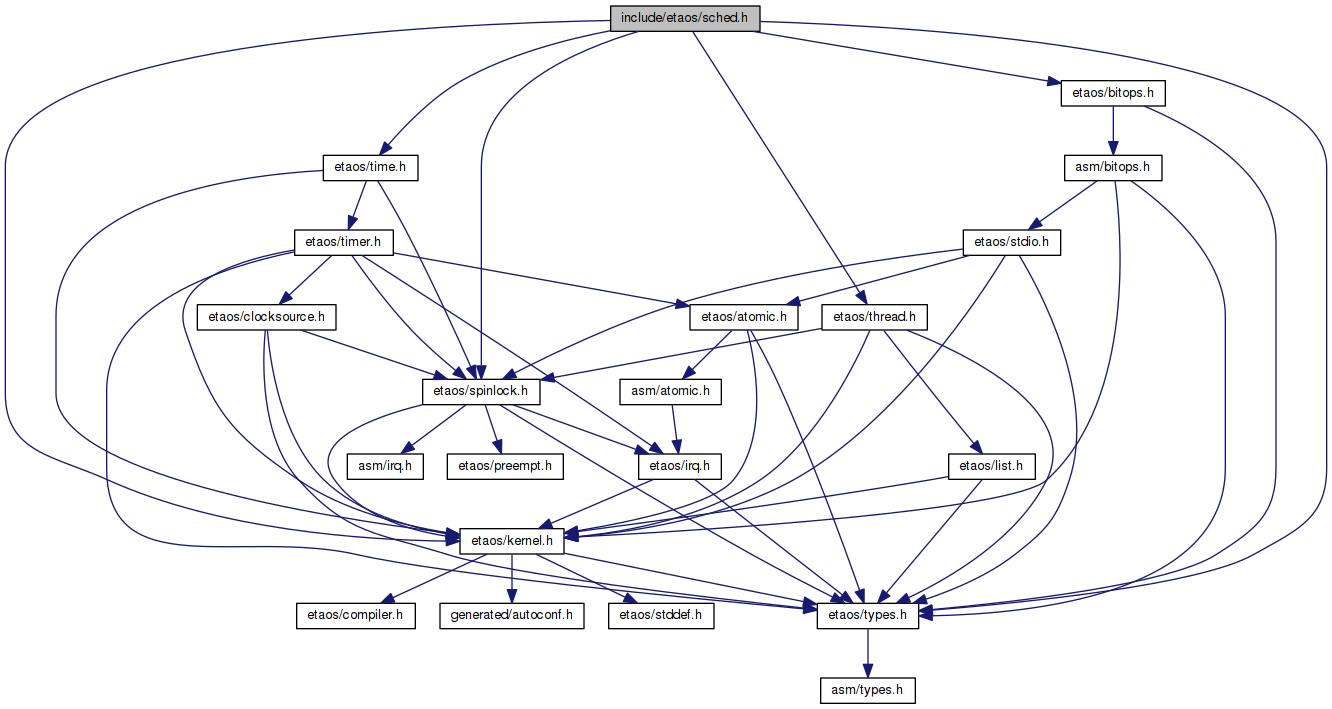 include/etaos/sched.h
etaos/bitops.h
etaos/time.h
asm/bitops.h
etaos/timer.h
etaos/stdio.h
etaos/clocksource.h
etaos/atomic.h
etaos/thread.h
etaos/spinlock.h
asm/atomic.h
asm/irq.h
etaos/preempt.h
etaos/irq.h
etaos/list.h
etaos/kernel.h
etaos/compiler.h
generated/autoconf.h
etaos/stddef.h
etaos/types.h
asm/types.h